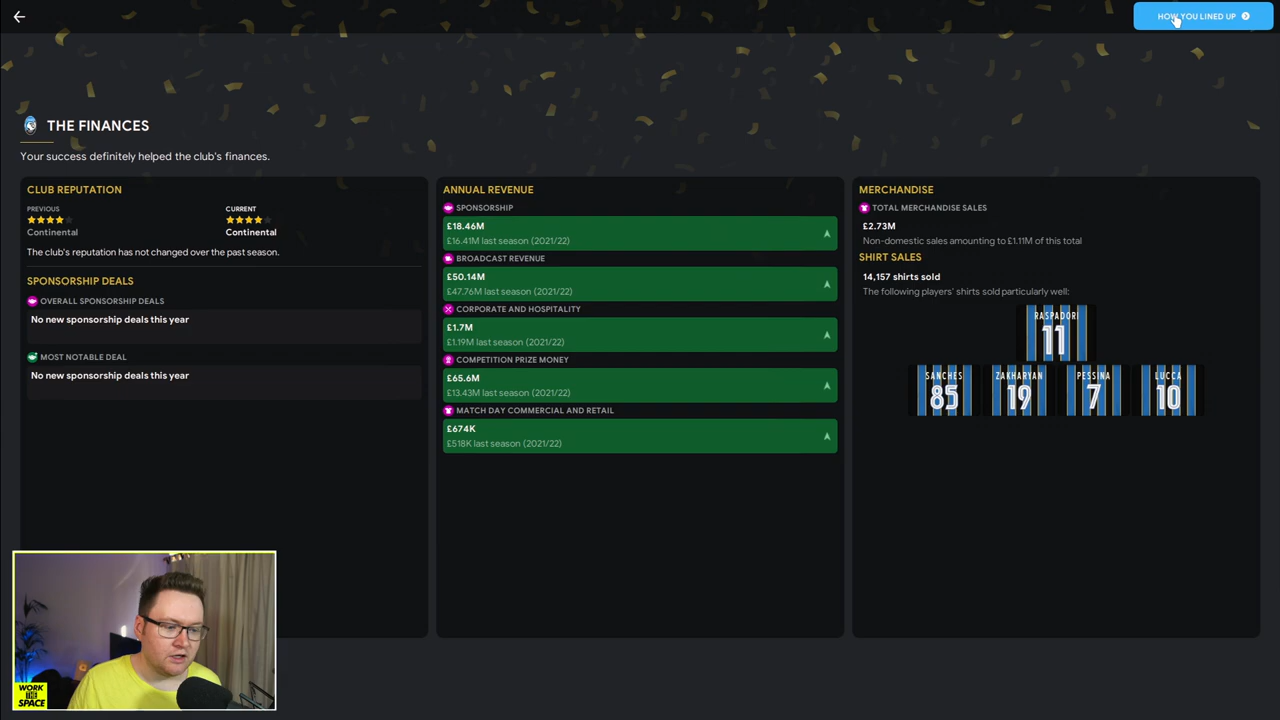 HOW YOU LINED UP
THE FINANCES
Your success definitely helped the club's finances.
CLUB REPUTATION
PREVIOUS
CURRENT
Continental
Continental
The club's reputation has not changed over the past season.
SPONSORSHIP DEALS
OVERALL SPONSORSHIP DEALS
No new sponsorship deals this year
MOST NOTABLE DEAL
No new sponsorship deals this year
ANNUAL REVENUE
SPONSORSHIP
£18.46M
£16.41M last season (2021/22)
BROADCAST REVENUE
£50.14M
£47.76M last season (2021/22)
CORPORATE AND HOSPITALITY
£1.7M
£1.19M last season (2021/22)
COMPETITION PRIZE MONEY
£65.6M
£13.43M last season (2021/22)
MATCH DAY COMMERCIAL AND RETAIL
£674K
£518K last season (2021/22)
MERCHANDISE
TOTAL MERCHANDISE SALES
£2.73M
Non-domestic sales amounting to £1.11M of this total
SHIRT SALES
14,157 shirts sold
The following players' shirts sold particularly well:
RASPADORI
11
SANCHES
85
ZAKHARYAN
19
PESSINA
7
LUCCA
10
WORK
THE
SPACE